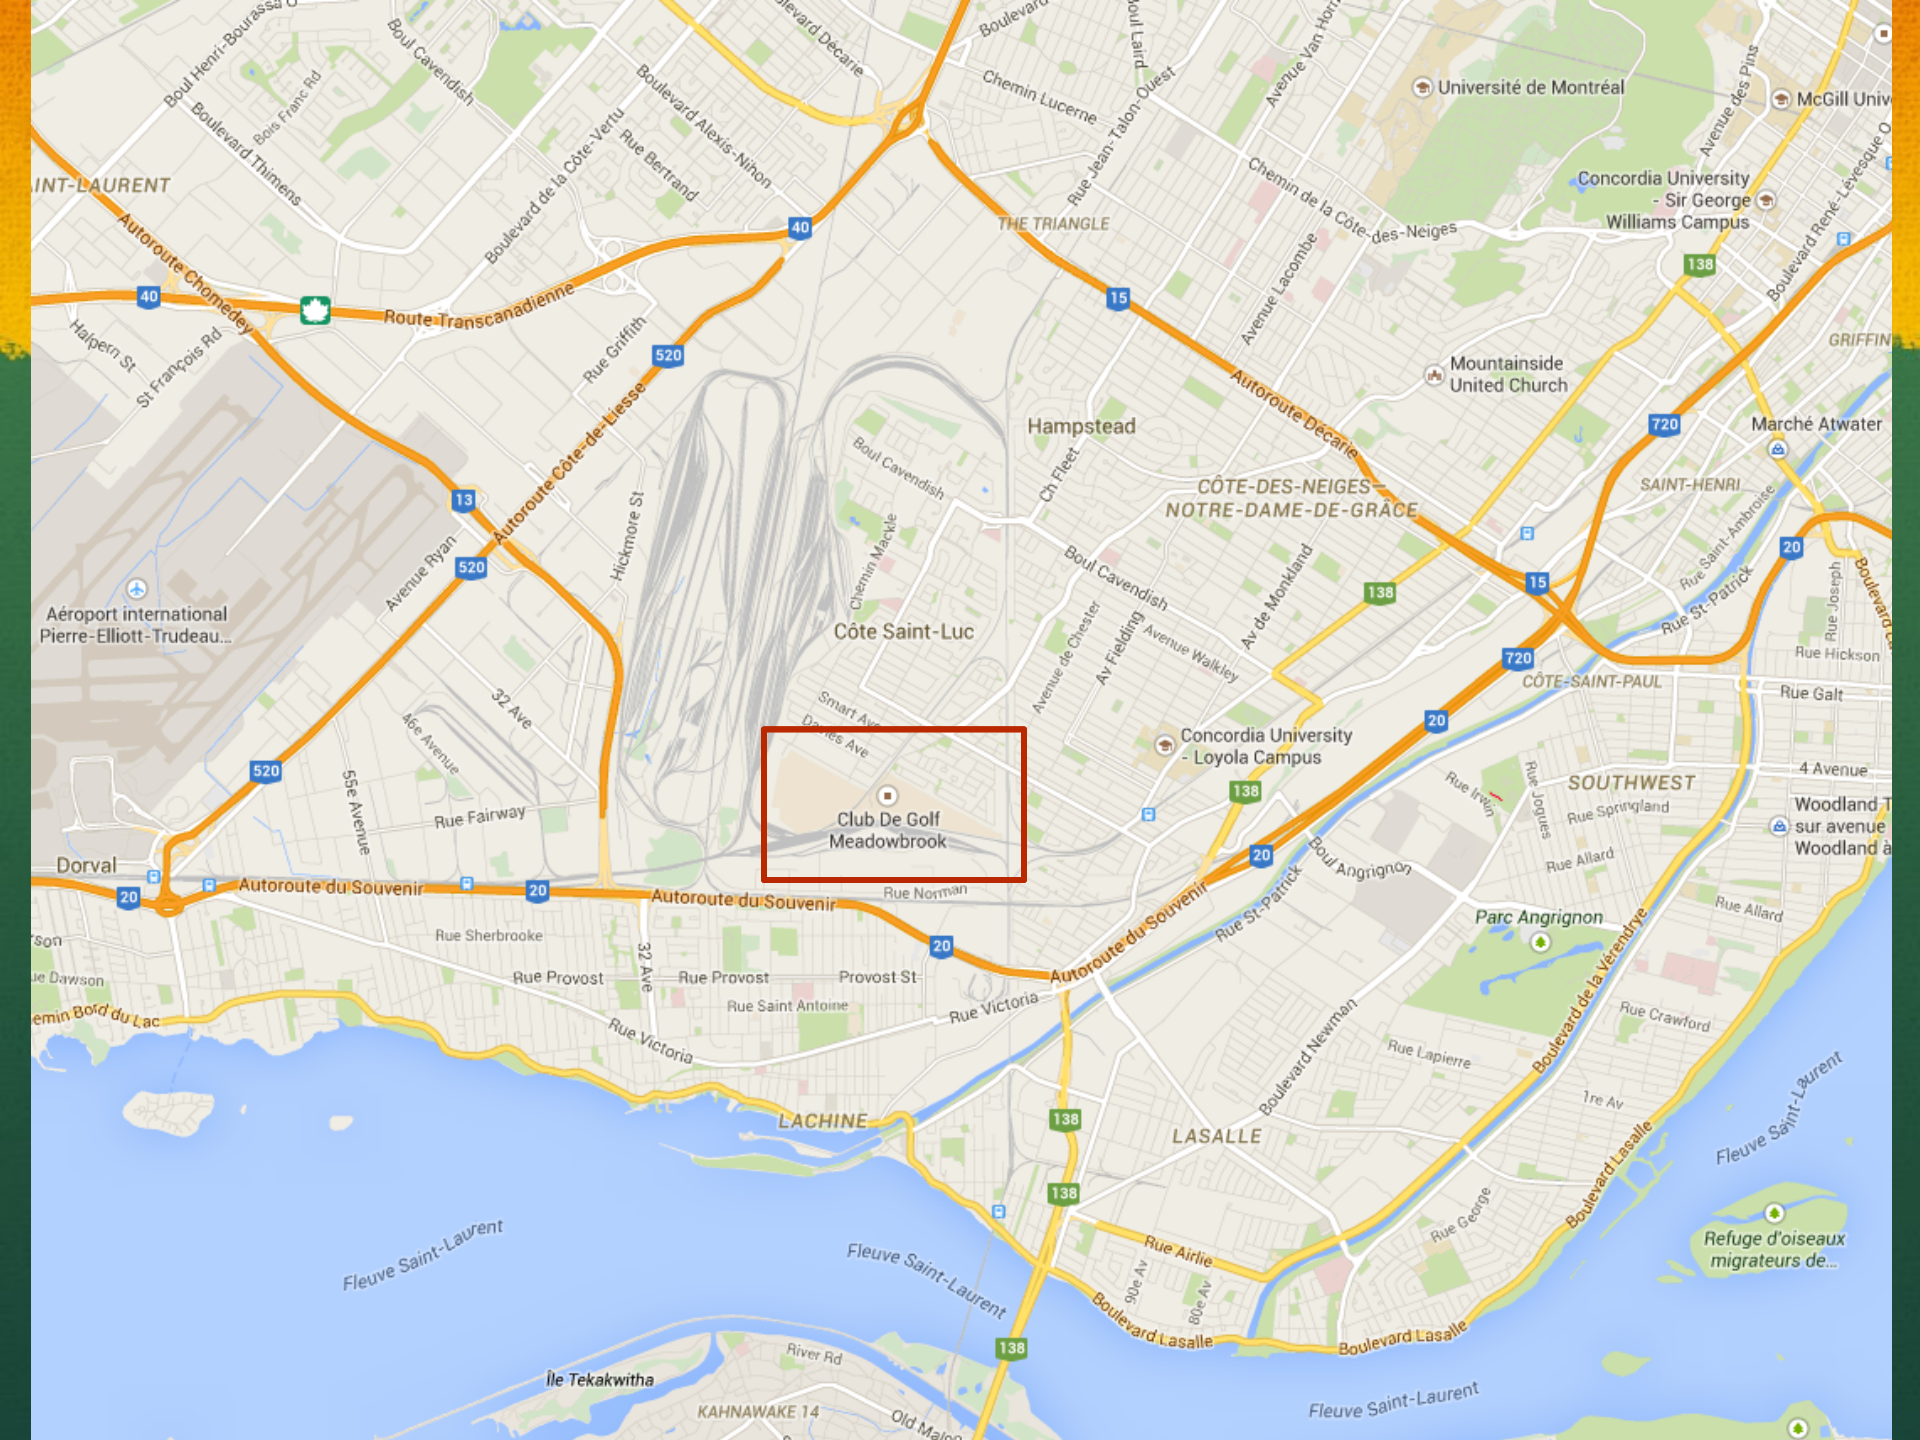 Boul Henri-Bourassa O
Boul Cavendish
Bois Franc Rd
Boulevard Thimens
Boulevard Décarie
Boulevard
Boul Laird
Avenue Van Horn
Chemin Lucerne
Rue Jean-Talon-Ouest
Université de Montréal
Avenue des Pins
McGill Univ
Boulevard Alexis-Nihon
Rue Bertrand
Boulevard de la Côte-Vertu
INT-LAURENT
Autoroute Chomedey
THE TRIANGLE
Chemin de la Côte-des-Neiges
Concordia University
- Sir George
Williams Campus
Boulevard René-Lévesque O
40
138
40
Route Transcanadienne
15
Avenue Lacombe
Halpern St
St François Rd
Rue Griffith
520
GRIFFIN
Mountainside
United Church
Autoroute Côte-de-Liesse
Autoroute Décarie
Hampstead
720
Marché Atwater
Boul Cavendish
Ch Fleet
CÔTE-DES-NEIGES—
NOTRE-DAME-DE-GRÂCE
SAINT-HENRI
13
Hickmore St
Rue Saint-Ambroise
20
Avenue Ryan
520
Chemin Mackle
Boul Cavendish
Av de Monkland
138
15
Rue St-Patrick
Rue Joseph
Boulevard L
Aéroport international
Pierre-Elliott-Trudeau...
Côte Saint-Luc
Avenue de Chester
Av Fielding
Avenue Walkley
720
Rue Hickson
CÔTE-SAINT-PAUL
Rue Galt
32 Ave
46e Avenue
Smart Av
Da es Ave
20
Concordia University
- Loyola Campus
520
55e Avenue
138
Rue Irwin
Rue Jogues
SOUTHWEST
4 Avenue
Rue Springland
Woodland T
sur avenue
Woodland à
Rue Fairway
Club De Golf
Meadowbrook
Dorval
20
Boul Angrignon
Rue Allard
20
Autoroute du Souvenir
20
Autoroute du Souvenir
Rue Norman
Autoroute du Souvenir
Rue St-Patrick
Parc Angrignon
Rue Allard
rson
Rue Sherbrooke
32 Ave
20
Boulevard de la Vérendrye
ue Dawson
Rue Provost
Rue Provost
Provost St
Rue Saint Antoine
Rue Victoria
emin Bord du Lac
Rue Victoria
Boulevard Newman
Rue Crawford
Rue Lapierre
1re Av
Fleuve Saint-Laurent
LACHINE
138
LASALLE
138
Boulevard Lasalle
Rue George
Fleuve Saint-Laurent
Fleuve Saint-Laurent
Rue Airlie
90e Av
80e Av
Refuge d'oiseaux
migrateurs de...
Boulevard Lasalle
Boulevard Lasalle
138
River Rd
Île Tekakwitha
KAHNAWAKE 14
Old Malo
Fleuve Saint-Laurent